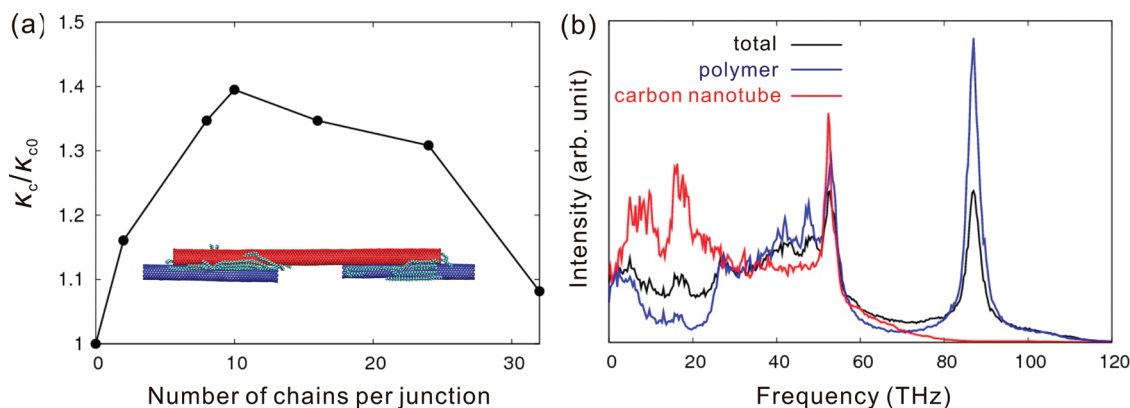 (a)
1.5
1.4
1.3
1.2
1.1
1
κc/κc0
0 10 20 30
Number of chains per junction
(b)
total
polymer
carbon nanotube
Intensity (arb. unit)
0 20 40 60 80 100 120
Frequency (THz)